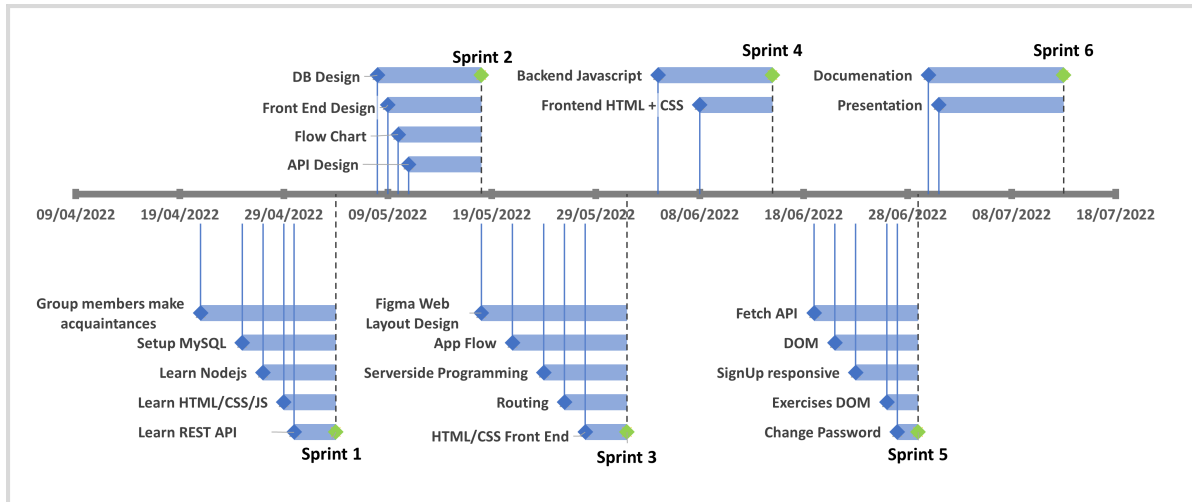 Sprint 2
Sprint 4
Sprint 6
DB Design
Backend Javascript
Documenation
Front End Design
Frontend HTML + CSS
Presentation
Flow Chart
API Design
09/04/2022
19/04/2022
29/04/2022
09/05/2022
19/05/2022
29/05/2022
08/06/2022
18/06/2022
28/06/2022
08/07/2022
18/07/2022
Group members make
acquaintances
Figma Web
Layout Design
Fetch API
Setup MySQL
App Flow
DOM
Learn Nodejs
Serverside Programming
SignUp responsive
Learn HTML/CSS/JS
Routing
Exercises DOM
Learn REST API
HTML/CSS Front End
Change Password
Sprint 1
Sprint 3
Sprint 5